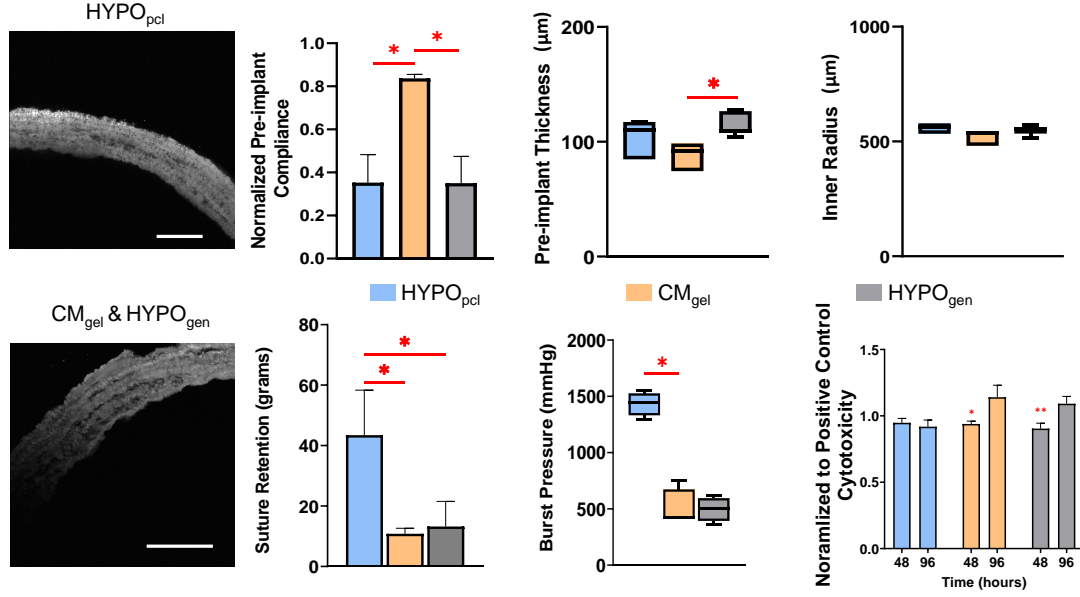 HYPOpcl
Normalized Pre-implant
Compliance
1.0
0.8
0.6
0.4
0.2
0.0
*
*
Pre-implant Thickness (µm)
200
100
0
*
Inner Radius (µm)
1000
500
0
HYPOpcl
CMgel
HYPOgen
CMgel & HYPOgen
Suture Retention (grams)
80
60
40
20
0
*
*
Burst Pressure (mmHg)
2000
1500
1000
500
0
*
Noramlized to Positive Control
Cytotoxicity
1.5
1.0
0.5
0.0
*
**
48 96 48 96 48 96
Time (hours)